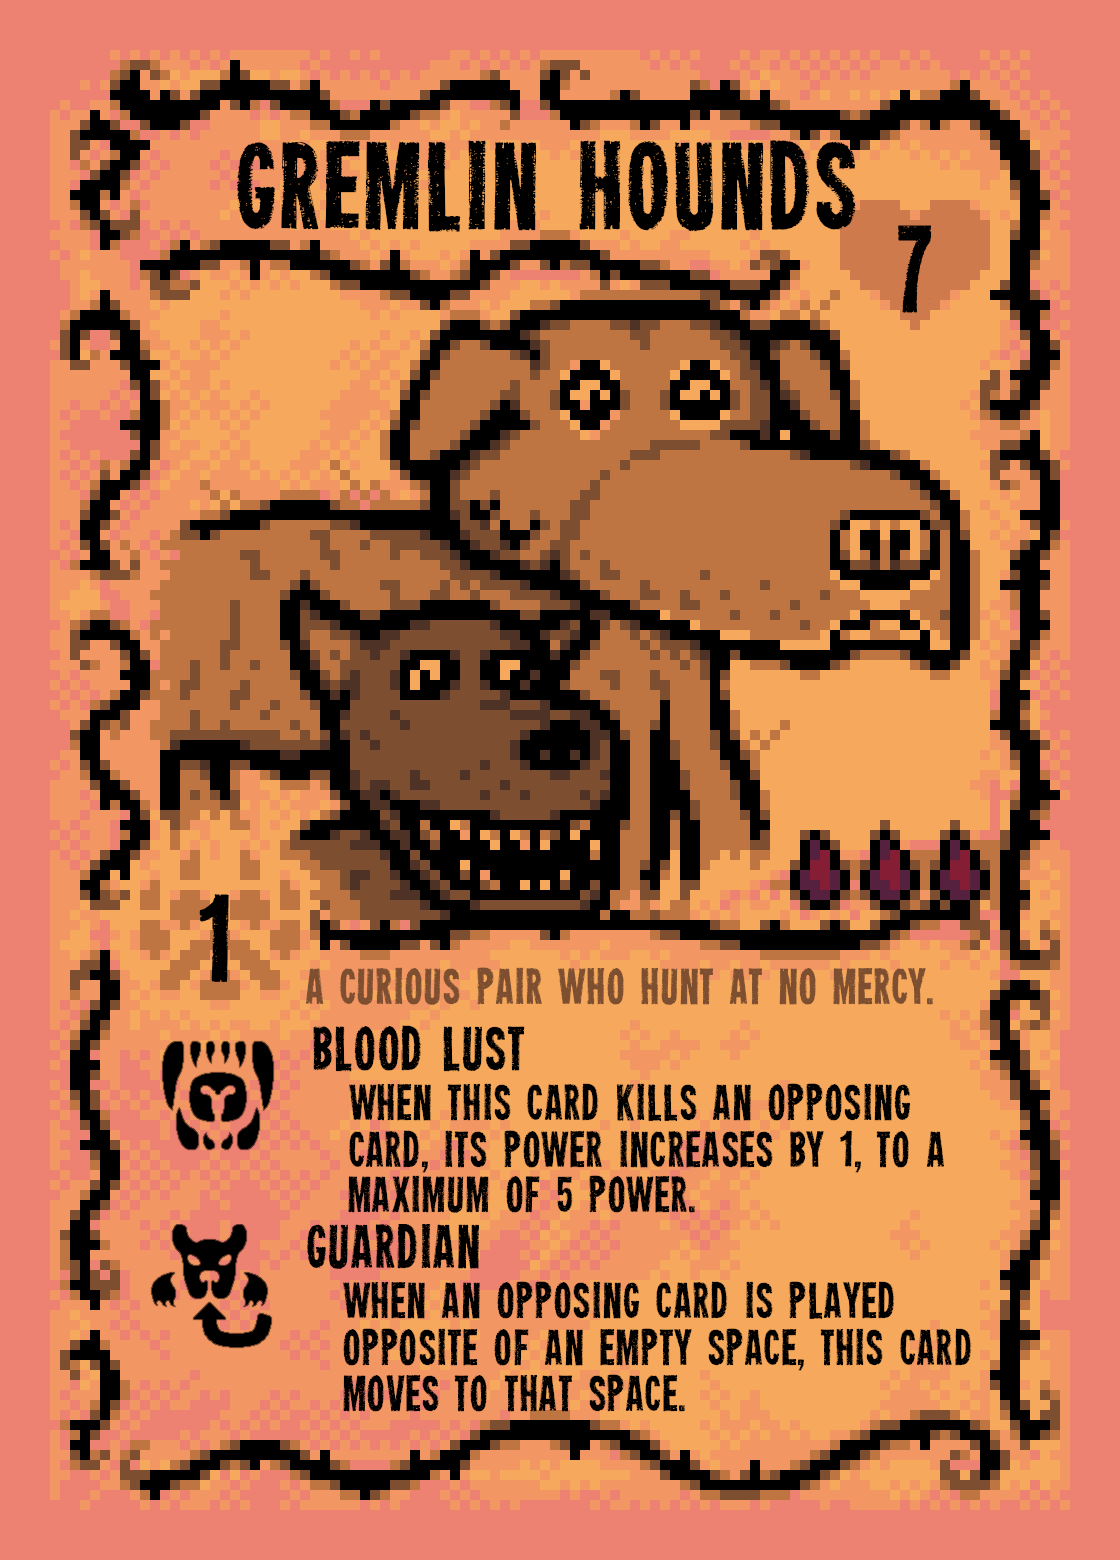 GREMLIN HOUNDS
7
1
A CURIOUS PAIR WHO HUNT AT NO MERCY.
BLOOD LUST
WHEN THIS CARD KILLS AN OPPOSING
CARD, ITS POWER INCREASES BY 1, TO A
MAXIMUM OF 5 POWER.
GUARDIAN
WHEN AN OPPOSING CARD IS PLAYED
OPPOSITE OF AN EMPTY SPACE, THIS CARD
MOVES TO THAT SPACE.